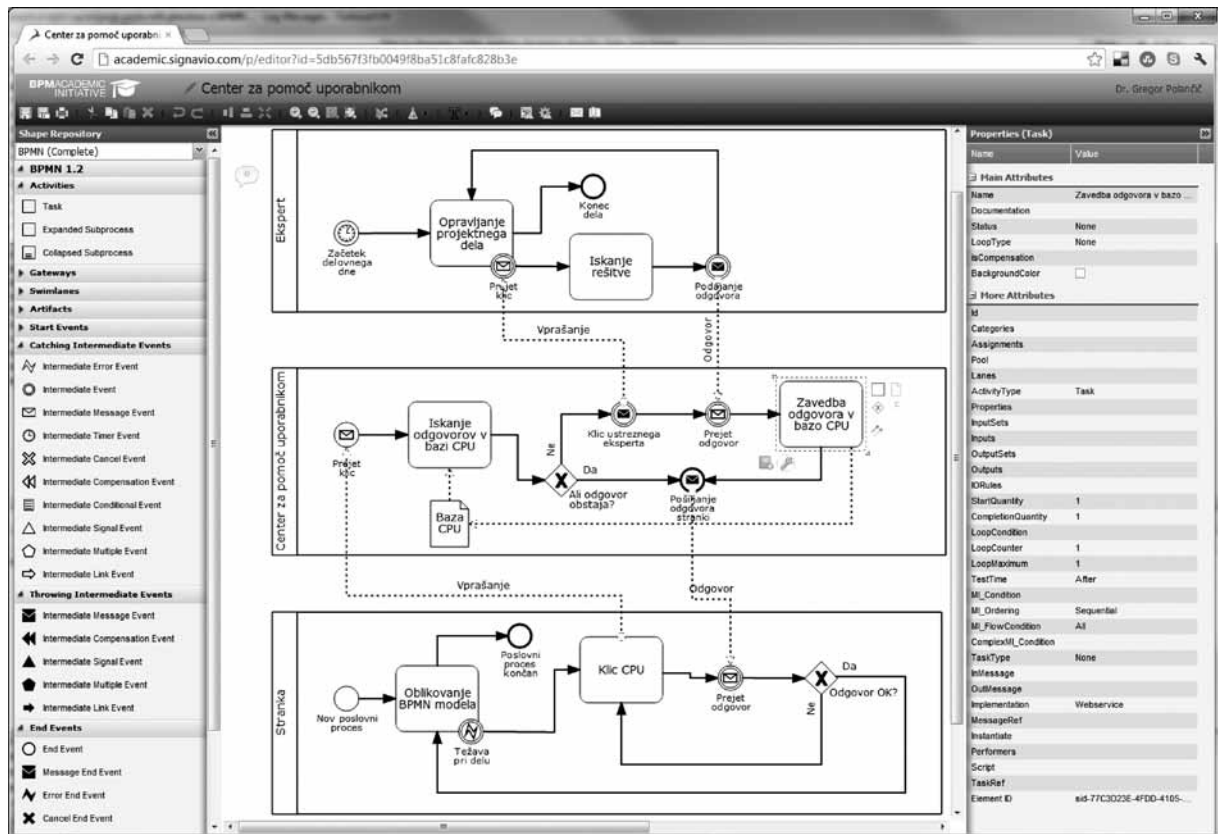 Center za pomoč uporabni
academic.signavio.com/p/editor?id=5db567f3fb0049f8ba51c8fafc828b3e
BPMACADEMIC
INITIATIVE
Center za pomoč uporabnikom
Dr. Gregor Polančič
Shape Repository
BPMN (Complete)
BPMN 1.2
Activities
Task
Expanded Subprocess
Collapsed Subprocess
Gateways
Swimlanes
Artifacts
Start Events
Catching Intermediate Events
Intermediate Error Event
Intermediate Event
Intermediate Message Event
Intermediate Timer Event
Intermediate Cancel Event
Intermediate Compensation Event
Intermediate Conditional Event
Intermediate Signal Event
Intermediate Multiple Event
Intermediate Link Event
Throwing Intermediate Events
Intermediate Message Event
Intermediate Compensation Event
Intermediate Signal Event
Intermediate Multiple Event
Intermediate Link Event
End Events
End Event
Message End Event
Error End Event
Cancel End Event
Ekspert
Začetek
delovnega
dne
Opravljanje
projektnega
dela
Konec
dela
Prejet
klic
Iskanje
rešitve
Podajanje
odgovora
Vprašanje
Odgovor
Center za pomoč uporabnikom
Prejet
klic
Iskanje
odgovorov v
bazi CPU
Baza
CPU
Ne
Da
Ali odgovor
obstaja?
Klic ustreznega
eksperta
Prejet
odgovor
Zavedba
odgovora v
bazo CPU
Pošiljanje
odgovora
stranki
Vprašanje
Odgovor
Stranka
Nov poslovni
proces
Oblikovanje
BPMN modela
Poslovni
proces
končan
Težava
pri delu
Klic CPU
Prejet
odgovor
Da
Odgovor OK?
Ne
Properties (Task)
Name Value
Main Attributes
Name Zavedba odgovora v bazo ...
Documentation
Status None
LoopType None
isCompensation
BackgroundColor
More Attributes
Id
Categories
Assignments
Pool
Lanes
ActivityType Task
Properties
InputSets
Inputs
OutputSets
Outputs
IORules
StartQuantity 1
CompletionQuantity 1
LoopCondition
LoopCounter 1
LoopMaximum 1
TestTime After
MI_Condition
MI_Ordering Sequential
MI_FlowCondition All
ComplexMI_Condition
TaskType None
InMessage
OutMessage
Implementation Webservice
MessageRef
Instantiate
Performers
Script
TaskRef
Element ID sid-77C3D23E-4FDD-4105-...